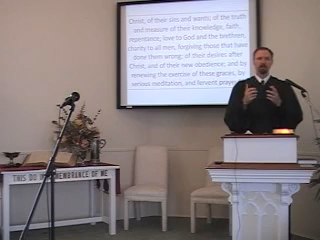 Christ, of their sins and wants; of the truth
and measure of their knowledge, faith,
repentance; love to God and the brethren,
charity to all men, forgiving those that have
done them wrong; of their desires after
Christ, and of their new obedience; and by
renewing the exercise of these graces, by
serious meditation, and fervent prayer.
THIS DO IN REMEMBRANCE OF ME